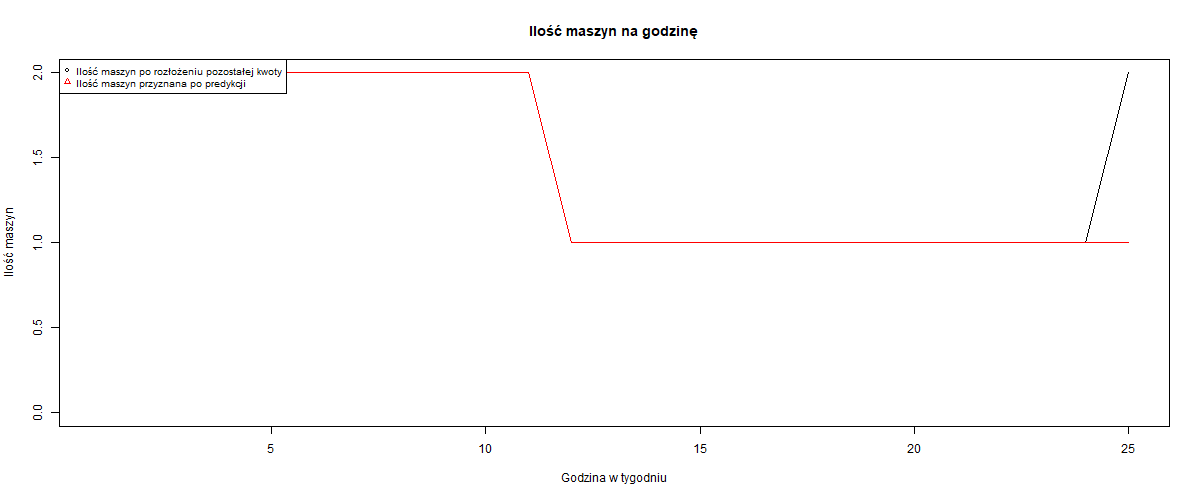 Ilość maszyn na godzinę
Ilość maszyn po rozłożeniu pozostałej kwoty
Ilość maszyn przyznana po predykcji
Ilość maszyn
2.0
1.5
1.0
0.5
0.0
5 10 15 20 25
Godzina w tygodniu